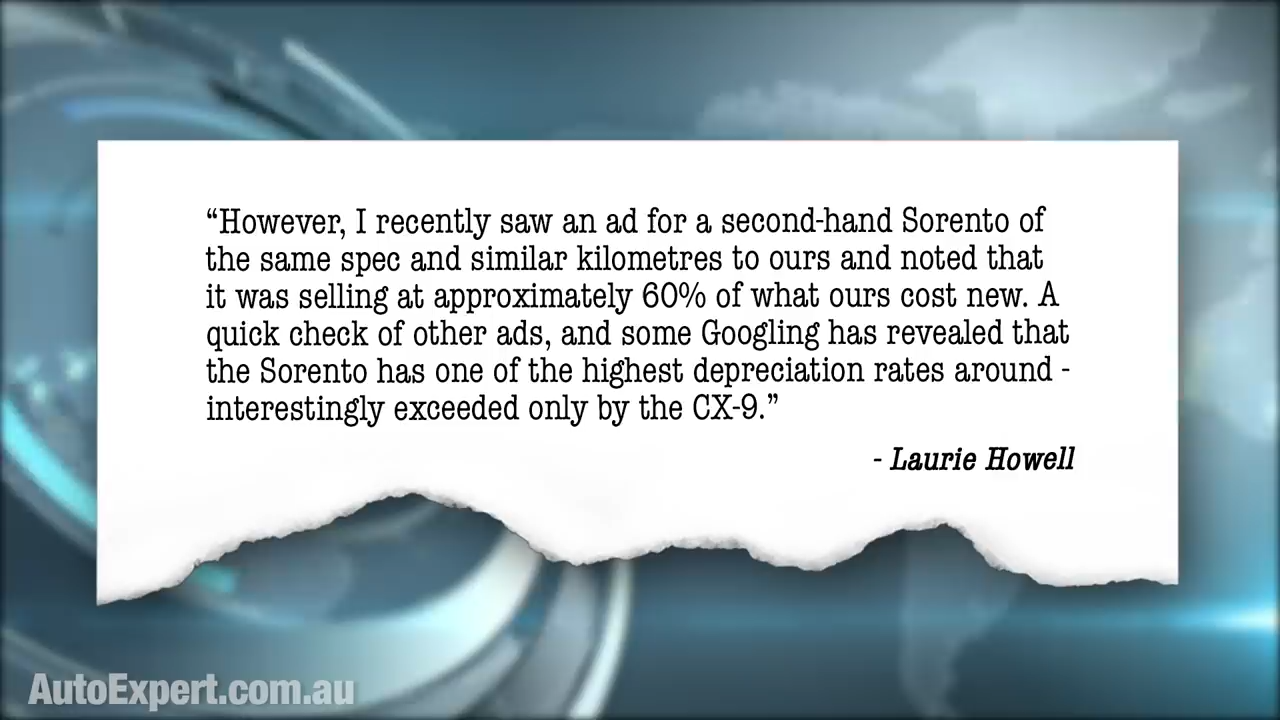 “However, I recently saw an ad for a second-hand Sorento of
the same spec and similar kilometres to ours and noted that
it was selling at approximately 60% of what ours cost new. A
quick check of other ads, and some Googling has revealed that
the Sorento has one of the highest depreciation rates around -
interestingly exceeded only by the CX-9.”
- Laurie Howell
AutoExpert.com.au